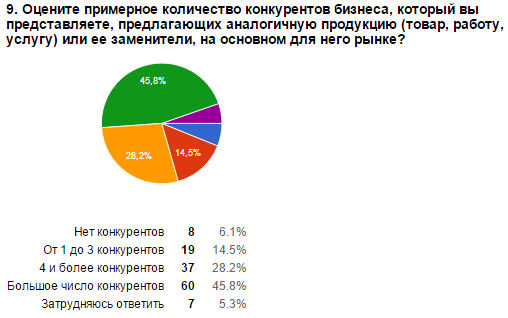 9. Оцените примерное количество конкурентов бизнеса, который вы
представляете, предлагающих аналогичную продукцию (товар, работу,
услугу) или ее заменители, на основном для него рынке?
45,8%
28,2%
14,5%
Нет конкурентов 8 6.1%
От 1 до 3 конкурентов 19 14.5%
4 и более конкурентов 37 28.2%
Большое число конкурентов 60 45.8%
Затрудняюсь ответить 7 5.3%